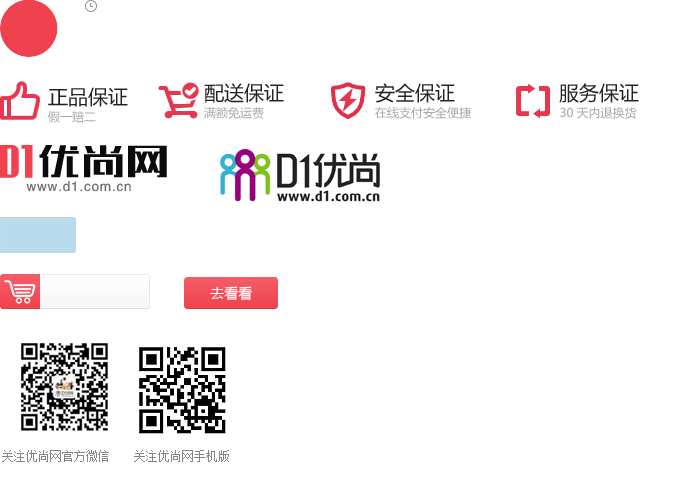 正品保证
假一赔二
配送保证
满额免运费
安全保证
在线支付安全便捷
服务保证
30 天内退换货
D1优尚网
www.d1.com.cn
D1优尚
www.d1.com.cn
去看看
关注优尚网官方微信
关注优尚网手机版